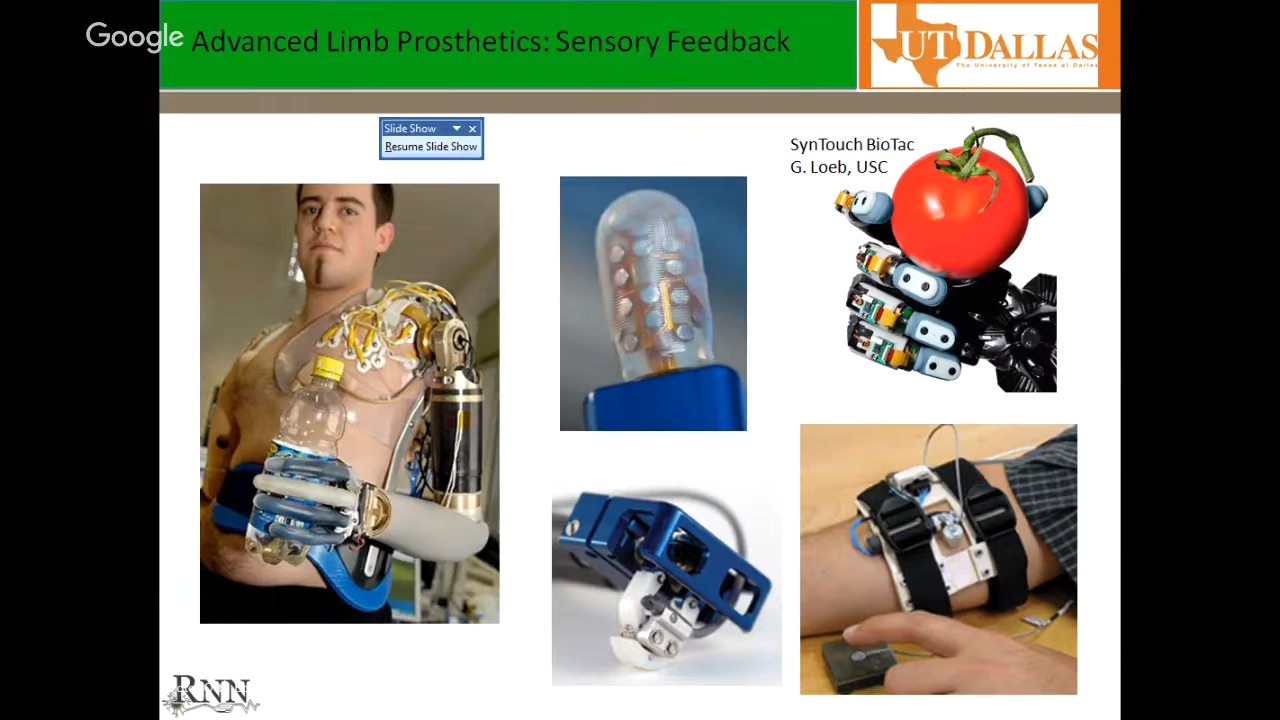 Google
Advanced Limb Prosthetics: Sensory Feedback
UT DALLAS
The University of Texas at Dallas
Slide Show
Resume Slide Show
SynTouch BioTac
G. Loeb, USC
RNN